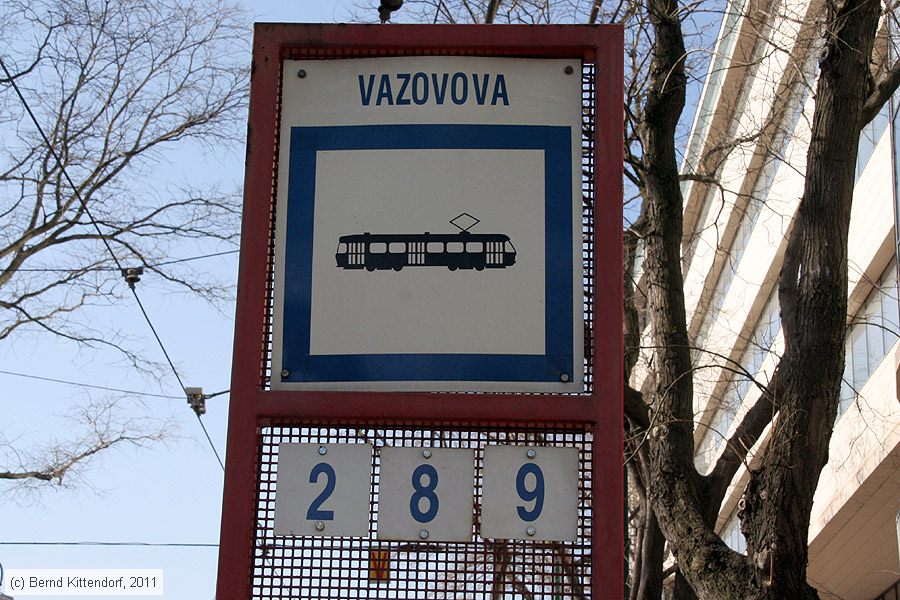 VAZOVOVA
2 8 9
(c) Bernd Kittendorf, 2011